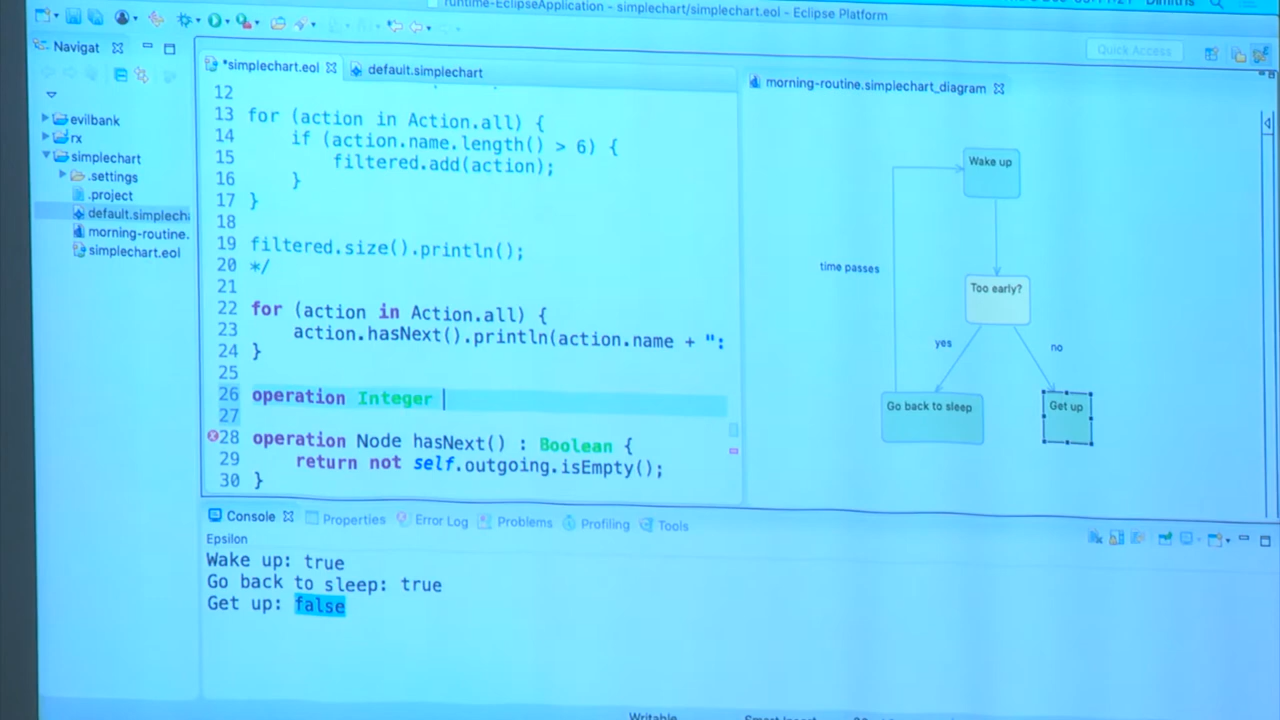 runtime-EclipseApplication - simplechart/simplechart.eol - Eclipse Platform
Dimitris
Quick Access
Navigat
*simplechart.eol
default.simplechart
morning-routine.simplechart_diagram
evilbank
rx
simplechart
.settings
.project
default.simplecha
morning-routine.
simplechart.eol
12
13 for (action in Action.all) {
14 if (action.name.length() > 6) {
15 filtered.add(action);
16 }
17 }
18
19 filtered.size().println();
20 */
21
22 for (action in Action.all) {
23 action.hasNext().println(action.name + ":
24 }
25
26 operation Integer
27
28 operation Node hasNext() : Boolean {
29 return not self.outgoing.isEmpty();
30 }
Wake up
time passes
Too early?
yes
no
Go back to sleep
Get up
Console
Properties
Error Log
Problems
Profiling
Tools
Epsilon
Wake up: true
Go back to sleep: true
Get up: false
Writable
Smart Insert